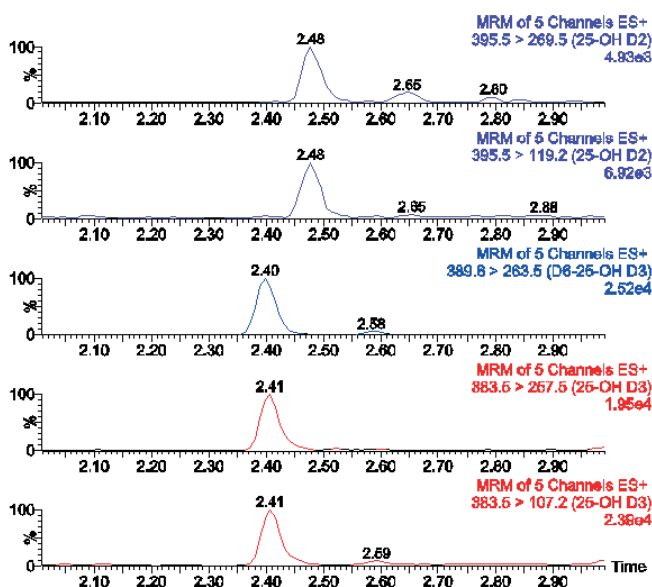 MRM of 5 Channels ES+
395.5 > 269.5 (25-OH D2)
4.93e3
100
%
0
2.48
2.65
2.80
2.10 2.20 2.30 2.40 2.50 2.60 2.70 2.80 2.90
MRM of 5 Channels ES+
395.5 > 119.2 (25-OH D2)
6.92e3
100
%
0
2.48
2.65
2.88
2.10 2.20 2.30 2.40 2.50 2.60 2.70 2.80 2.90
MRM of 5 Channels ES+
389.6 > 263.5 (D6-25-OH D3)
2.52e4
100
%
0
2.40
2.58
2.10 2.20 2.30 2.40 2.50 2.60 2.70 2.80 2.90
MRM of 5 Channels ES+
383.5 > 257.5 (25-OH D3)
1.95e4
100
%
0
2.41
2.10 2.20 2.30 2.40 2.50 2.60 2.70 2.80 2.90
MRM of 5 Channels ES+
383.5 > 107.2 (25-OH D3)
2.39e4
100
%
0
2.41
2.59
Time
2.10 2.20 2.30 2.40 2.50 2.60 2.70 2.80 2.90